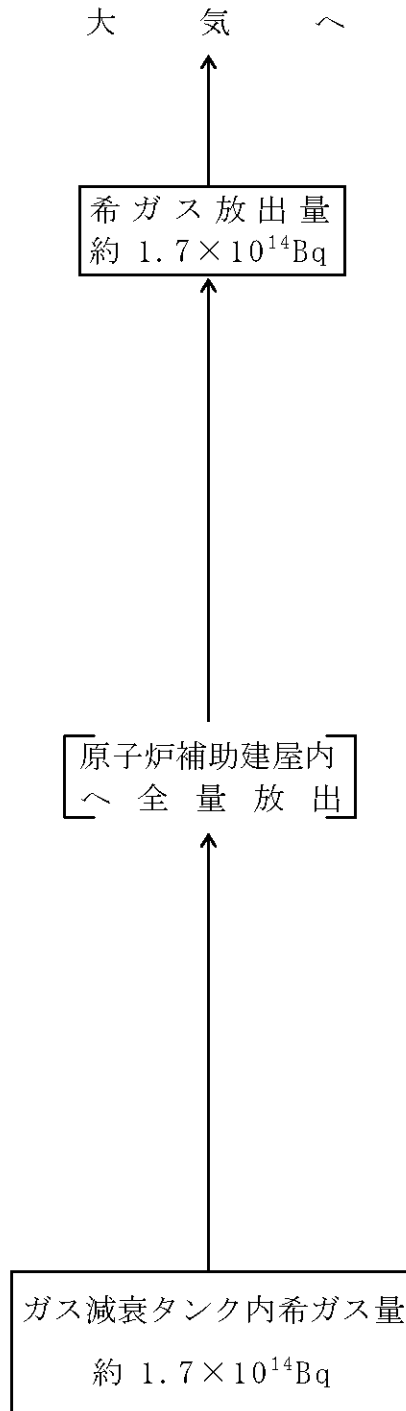 大気へ
希ガス放出量
約 1.7×10¹⁴Bq
原子炉補助建屋内
へ全量放出
ガス減衰タンク内希ガス量
約 1.7×10¹⁴Bq